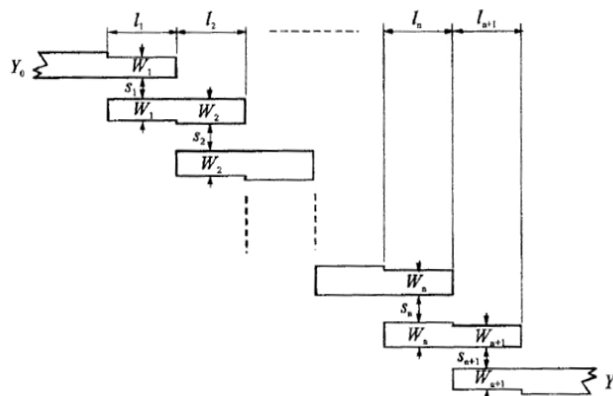 l₁ l₂ lₙ lₙ₊₁
Y₀ W₁
s₁
W₁ W₂
s₂
W₂
Wₙ
sₙ
Wₙ Wₙ₊₁
sₙ₊₁
Wₙ₊₁ Y